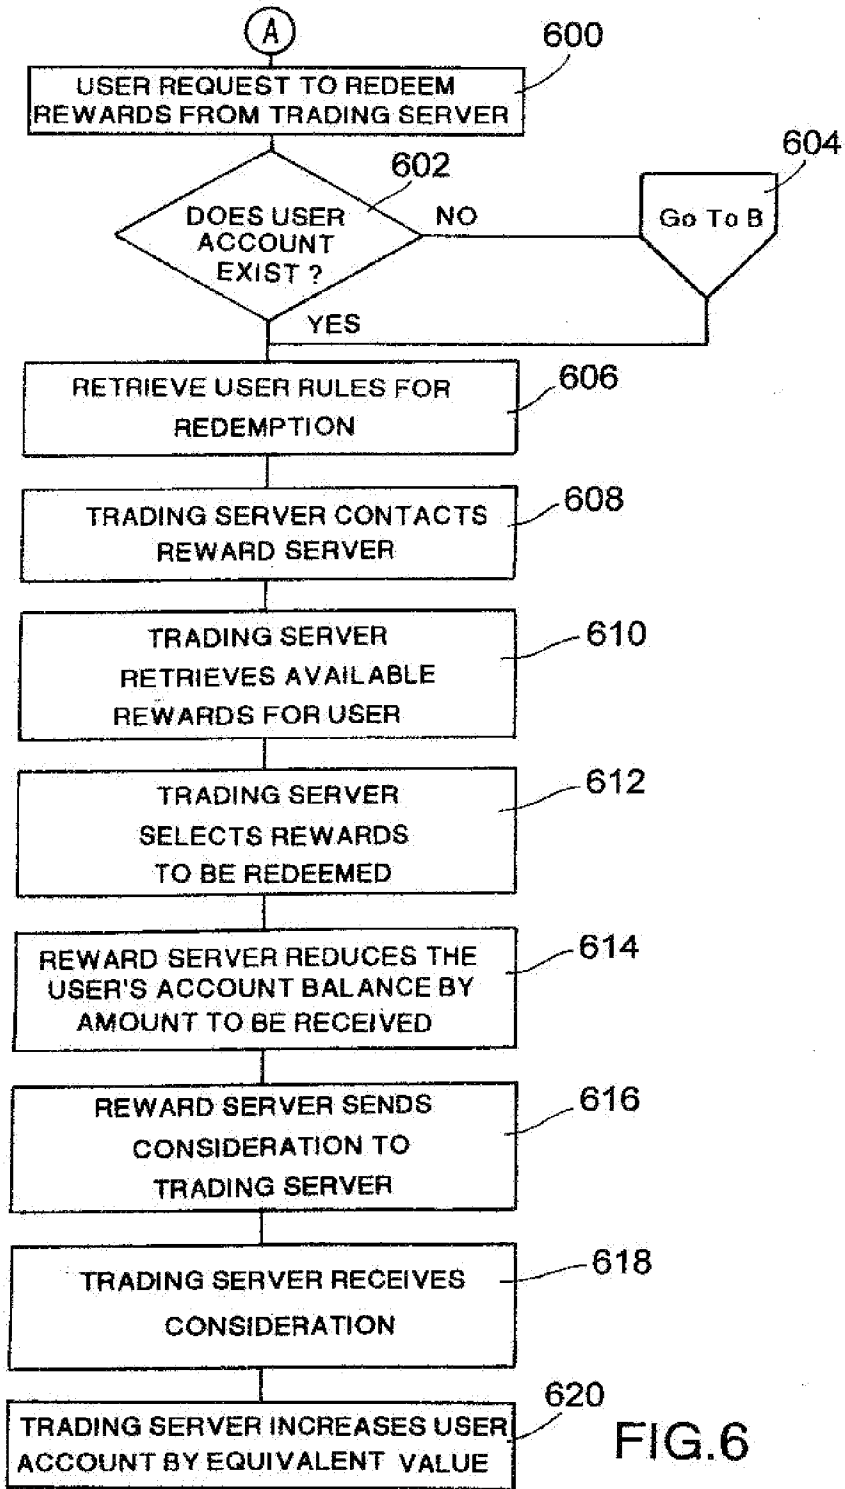 A
600
USER REQUEST TO REDEEM
REWARDS FROM TRADING SERVER
602
604
DOES USER
ACCOUNT
EXIST ?
NO
Go To B
YES
RETRIEVE USER RULES FOR
REDEMPTION
606
TRADING SERVER CONTACTS
REWARD SERVER
608
TRADING SERVER
RETRIEVES AVAILABLE
REWARDS FOR USER
610
TRADING SERVER
SELECTS REWARDS
TO BE REDEEMED
612
REWARD SERVER REDUCES THE
USER'S ACCOUNT BALANCE BY
AMOUNT TO BE RECEIVED
614
REWARD SERVER SENDS
CONSIDERATION TO
TRADING SERVER
616
TRADING SERVER RECEIVES
CONSIDERATION
618
620
TRADING SERVER INCREASES USER
ACCOUNT BY EQUIVALENT VALUE
FIG.6